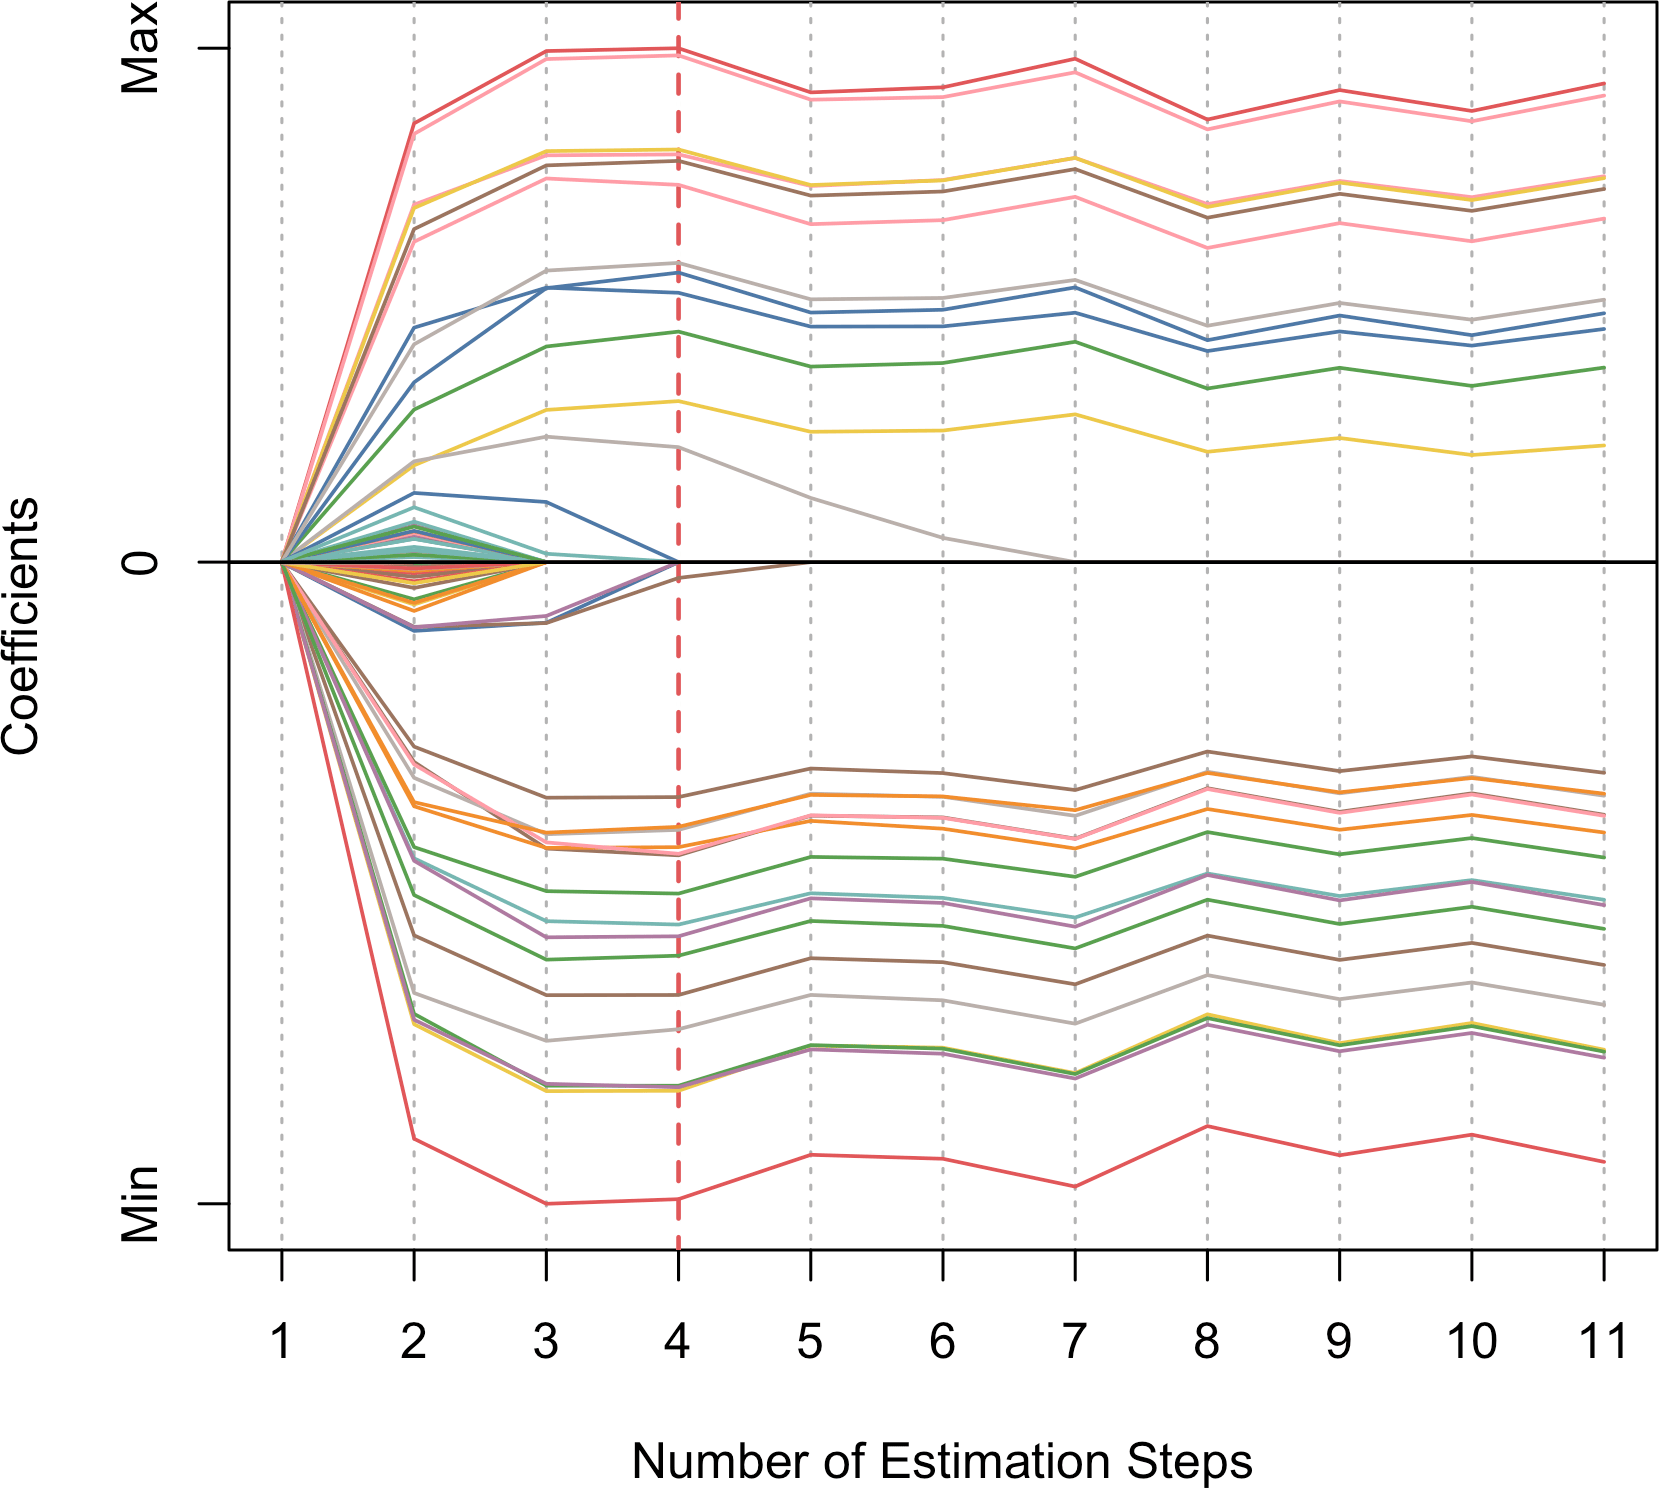 Max
0
Min
Coefficients
1 2 3 4 5 6 7 8 9 10 11
Number of Estimation Steps